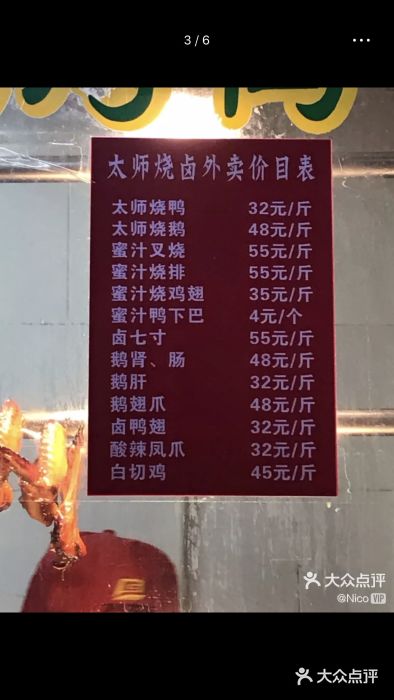 3 / 6
太师烧卤外卖价目表
太师烧鸭 32元/斤
太师烧鹅 48元/斤
蜜汁叉烧 55元/斤
蜜汁烧排 55元/斤
蜜汁烧鸡翅 35元/斤
蜜汁鸭下巴 4元/个
卤七寸 55元/斤
鹅肾、肠 48元/斤
鹅肝 32元/斤
鹅翅爪 48元/斤
卤鸭翅 32元/斤
酸辣凤爪 32元/斤
白切鸡 45元/斤
大众点评
@Nico VIP
大众点评